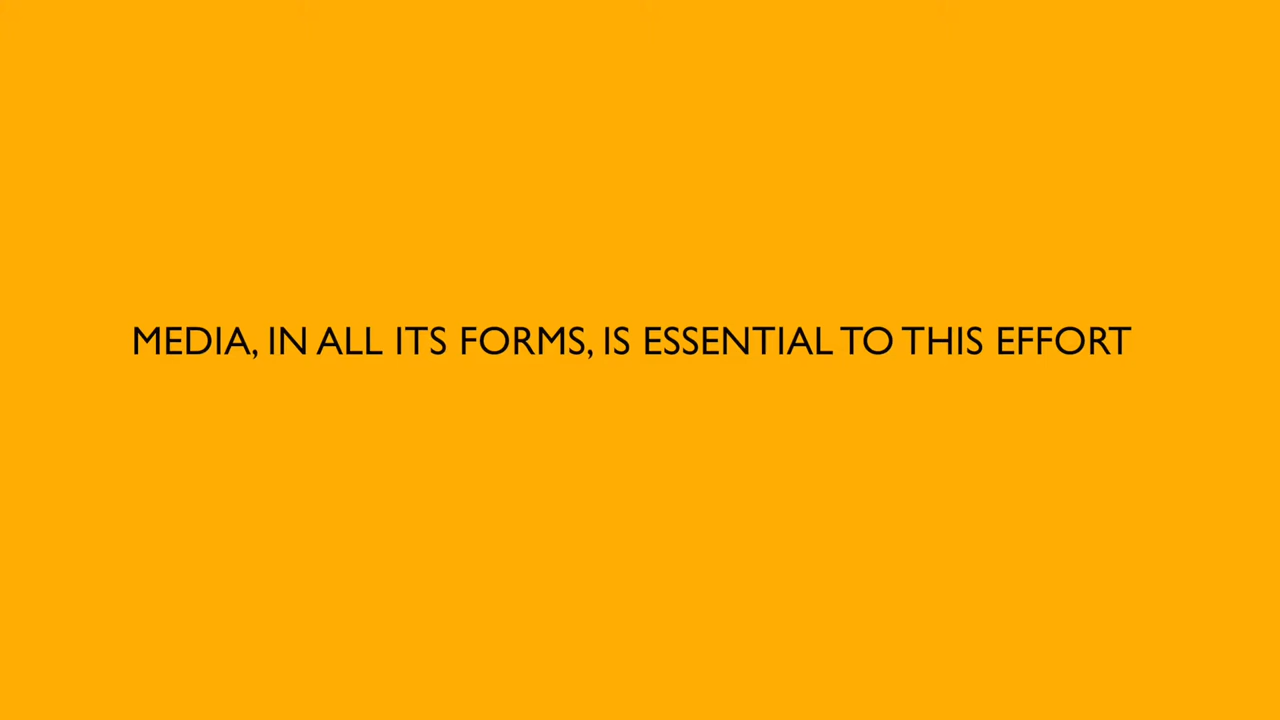 MEDIA, IN ALL ITS FORMS, IS ESSENTIAL TO THIS EFFORT